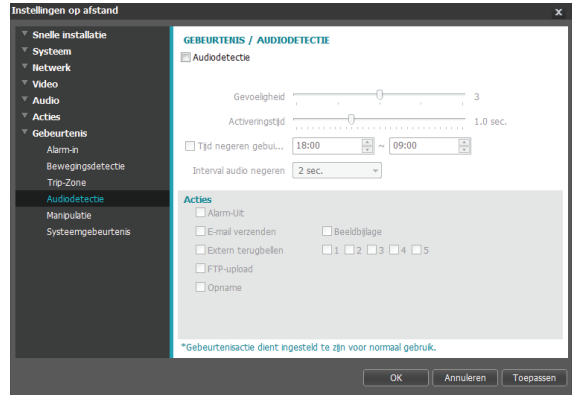 Instellingen op afstand
x
Snelle installatie
Systeem
Netwerk
Video
Audio
Acties
Gebeurtenis
Alarm-in
Bewegingsdetectie
Trip-Zone
Audiodetectie
Manipulatie
Systeemgebeurtenis
GEBEURTENIS / AUDIODETECTIE
Audiodetectie
Gevoeligheid 3
Activeringstijd 1.0 sec.
Tijd negeren gebui... 18:00 ~ 09:00
Interval audio negeren 2 sec.
Acties
Alarm-Uit
E-mail verzenden Beeldbijlage
Extern terugbellen 1 2 3 4 5
FTP-upload
Opname
*Gebeurtenisactie dient ingesteld te zijn voor normaal gebruik.
OK Annuleren Toepassen